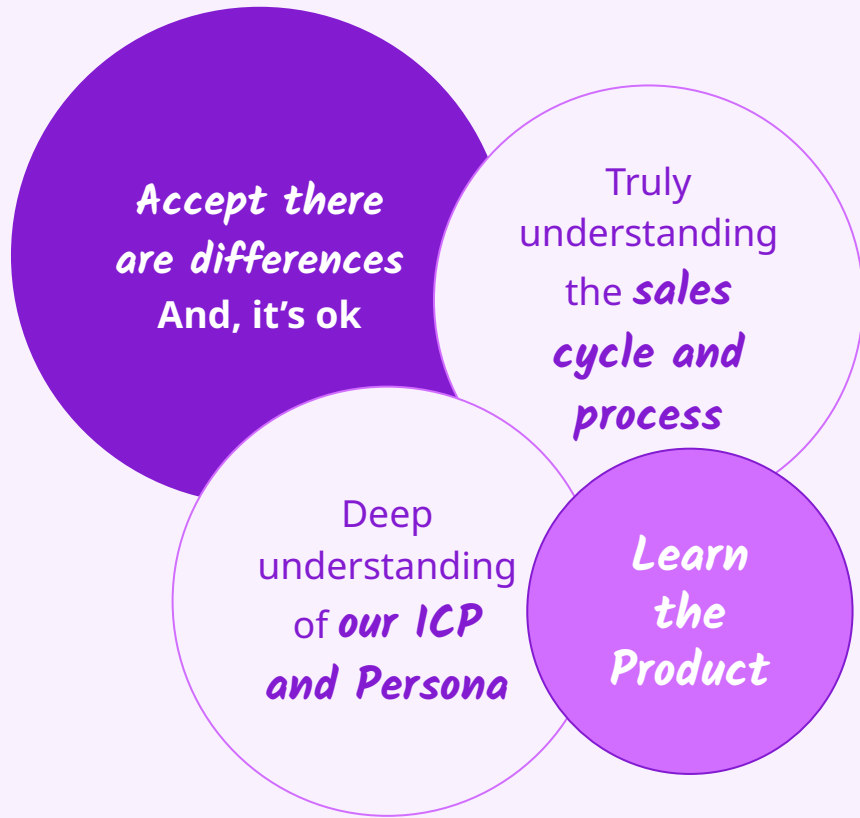 Accept there
are differences
And, it’s ok
Truly
understanding
the sales
cycle and
process
Deep
understanding
of our ICP
and Persona
Learn
the
Product